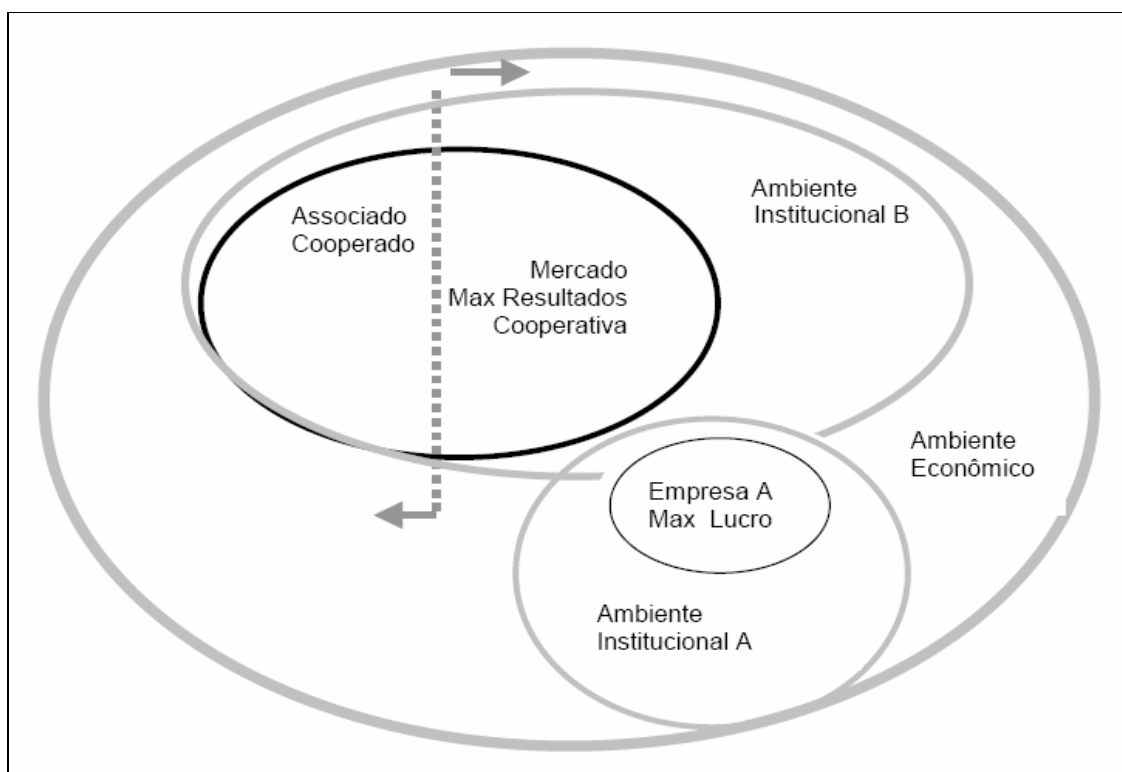 Associado
Cooperado
Mercado
Max Resultados
Cooperativa
Ambiente
Institucional B
Ambiente
Econômico
Empresa A
Max Lucro
Ambiente
Institucional A